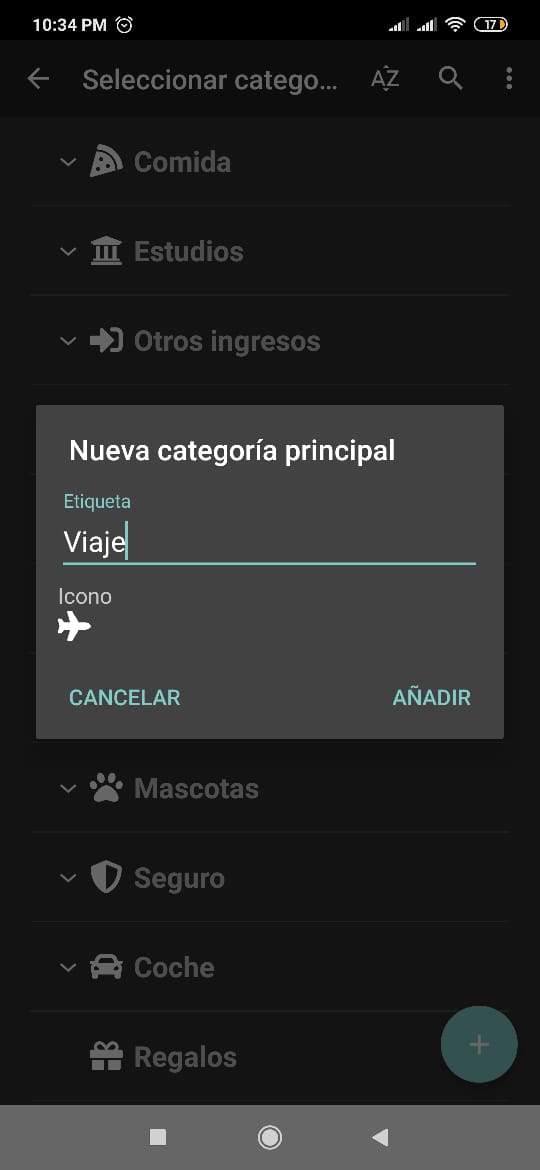 10:34 PM
17
Seleccionar catego...
AZ
Comida
Estudios
Otros ingresos
Nueva categoría principal
Etiqueta
Viaje
Icono
CANCELAR
AÑADIR
Mascotas
Seguro
Coche
Regalos